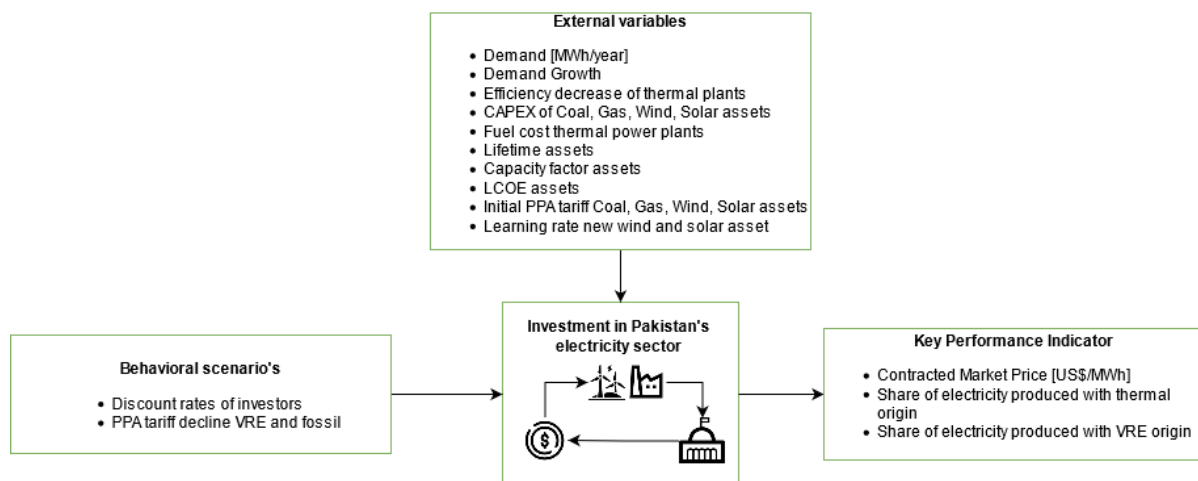 External variables
Demand [MWh/year]
Demand Growth
Efficiency decrease of thermal plants
CAPEX of Coal, Gas, Wind, Solar assets
Fuel cost thermal power plants
Lifetime assets
Capacity factor assets
LCOE assets
Initial PPA tariff Coal, Gas, Wind, Solar assets
Learning rate new wind and solar asset
Behavioral scenario's
Discount rates of investors
PPA tariff decline VRE and fossil
Investment in Pakistan's
electricity sector
$
Key Performance Indicator
Contracted Market Price [US$/MWh]
Share of electricity produced with thermal
origin
Share of electricity produced with VRE origin